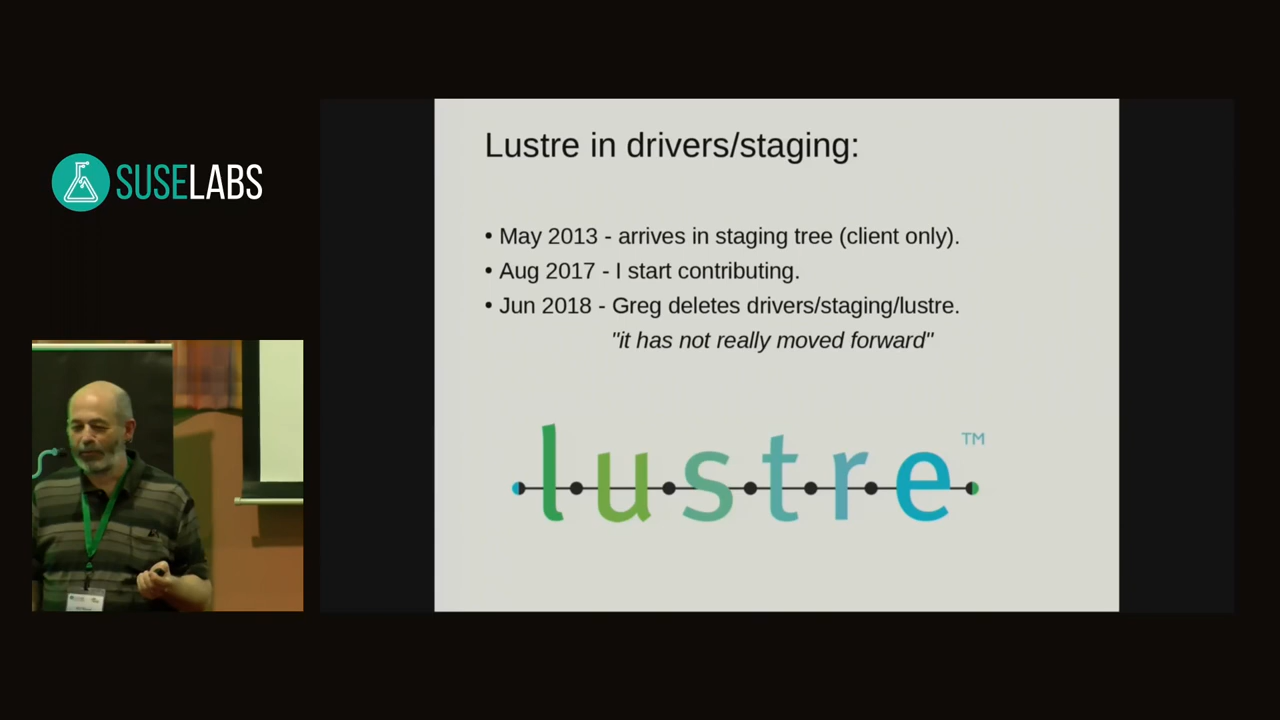 SUSELABS
Lustre in drivers/staging:
• May 2013 - arrives in staging tree (client only).
• Aug 2017 - I start contributing.
• Jun 2018 - Greg deletes drivers/staging/lustre.
"it has not really moved forward"
lustre™